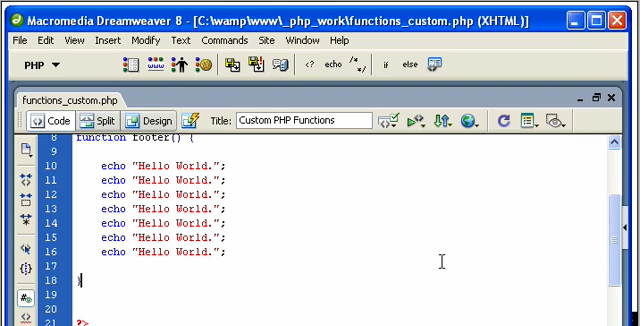 Macromedia Dreamweaver 8 - [C:\wamp\www\_php_work\functions_custom.php (XHTML)]
File Edit View Insert Modify Text Commands Site Window Help
PHP <? echo /* */ if else
functions_custom.php
Code Split Design Title: Custom PHP Functions
8 function footer() {
9
10 echo "Hello World.";
11 echo "Hello World.";
12 echo "Hello World.";
13 echo "Hello World.";
14 echo "Hello World.";
15 echo "Hello World.";
16 echo "Hello World.";
17
18 }
19
20
21 ?>